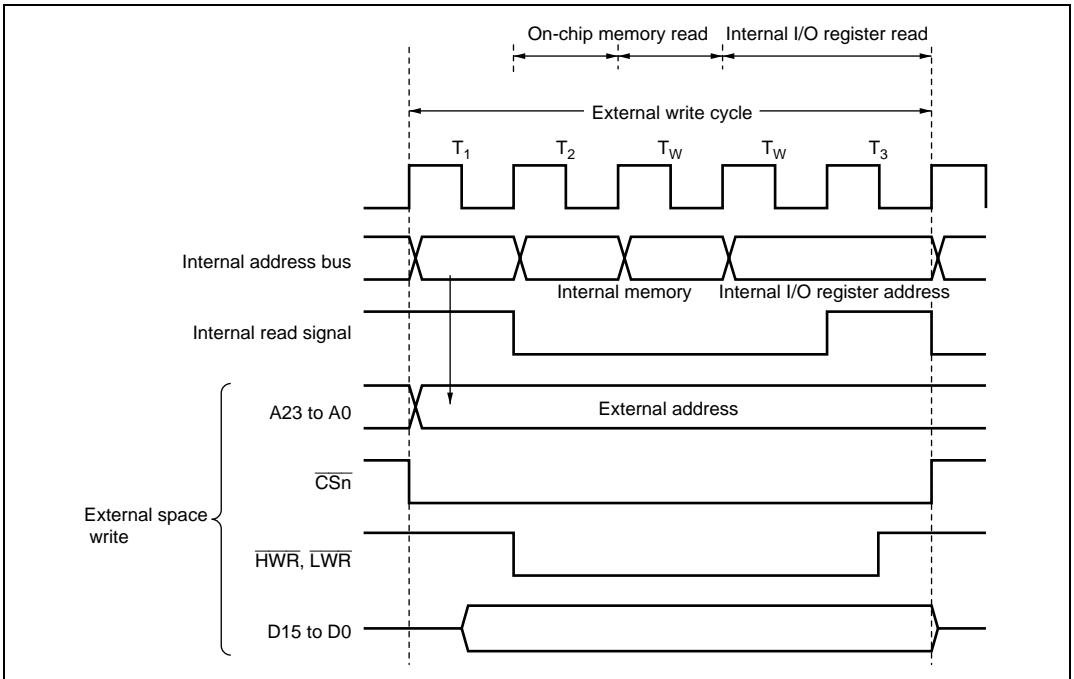 On-chip memory read Internal I/O register read
External write cycle
T1 T2 TW TW T3
Internal address bus
Internal memory Internal I/O register address
Internal read signal
A23 to A0 External address
CSn
External space
write
HWR, LWR
D15 to D0